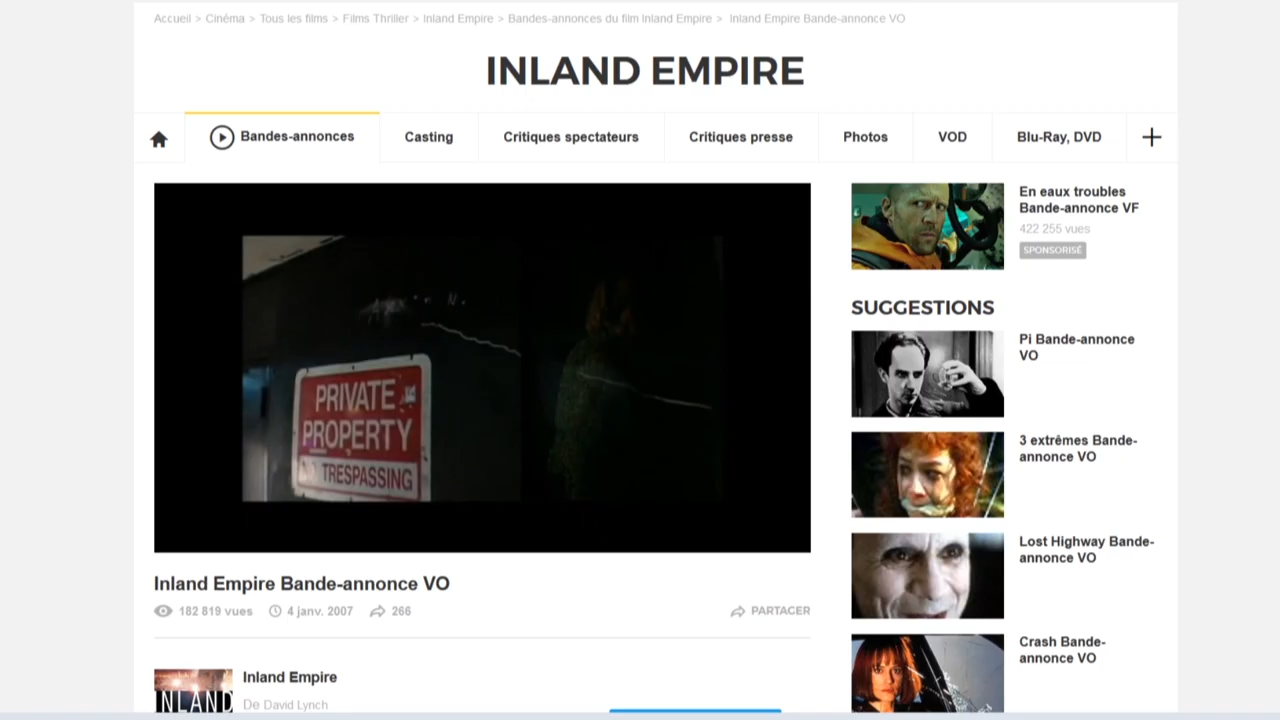 Accueil > Cinéma > Tous les films > Films Thriller > Inland Empire > Bandes-annonces du film Inland Empire > Inland Empire Bande-annonce VO
INLAND EMPIRE
Bandes-annonces Casting Critiques spectateurs Critiques presse Photos VOD Blu-Ray, DVD
PRIVATE
PROPERTY
TRESPASSING
Inland Empire Bande-annonce VO
182 819 vues 4 janv. 2007 266 PARTAGER
INLAND
Inland Empire
De David Lynch
En eaux troubles
Bande-annonce VF
422 255 vues
SPONSORISÉ
SUGGESTIONS
Pi Bande-annonce
VO
3 extrêmes Bande-
annonce VO
Lost Highway Bande-
annonce VO
Crash Bande-
annonce VO